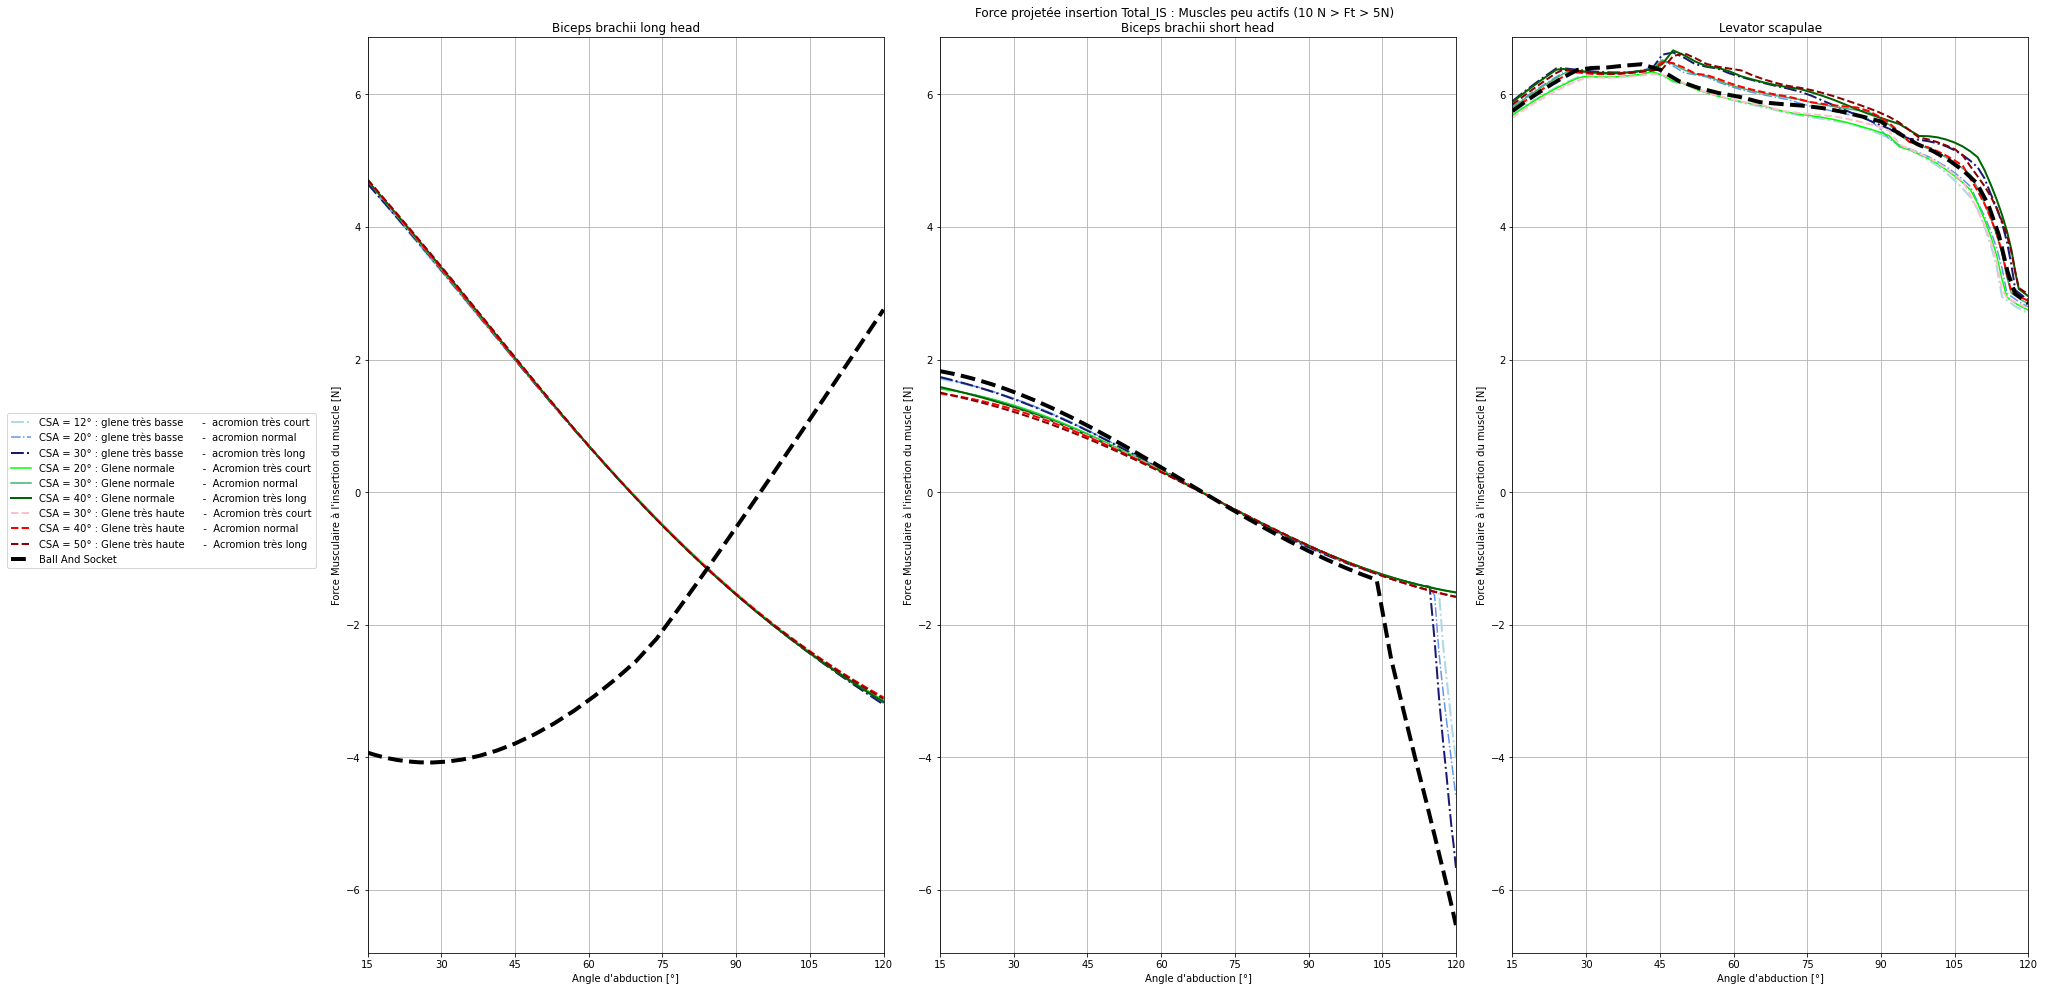 Force projetée insertion Total_IS : Muscles peu actifs (10 N > Ft > 5N)
Biceps brachii long head
Biceps brachii short head
Levator scapulae
CSA = 12° : glene très basse - acromion très court
CSA = 20° : glene très basse - acromion normal
CSA = 30° : glene très basse - acromion très long
CSA = 20° : Glene normale - Acromion très court
CSA = 30° : Glene normale - Acromion normal
CSA = 40° : Glene normale - Acromion très long
CSA = 30° : Glene très haute - Acromion très court
CSA = 40° : Glene très haute - Acromion normal
CSA = 50° : Glene très haute - Acromion très long
Ball And Socket
Force Musculaire à l'insertion du muscle [N]
6
4
2
0
−2
−4
−6
15 30 45 60 75 90 105 120
Angle d'abduction [°]
Force Musculaire à l'insertion du muscle [N]
6
4
2
0
−2
−4
−6
15 30 45 60 75 90 105 120
Angle d'abduction [°]
Force Musculaire à l'insertion du muscle [N]
6
4
2
0
−2
−4
−6
15 30 45 60 75 90 105 120
Angle d'abduction [°]